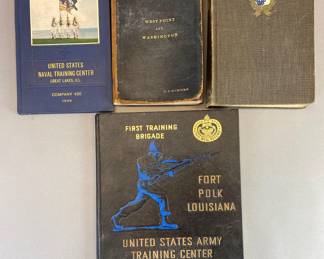 UNITED STATES
NAVAL TRAINING CENTER
GREAT LAKES, ILL.
WEST POINT
AND
WASHINGTON
FIRST TRAINING
BRIGADE
FORT
POLK
LOUISIANA
UNITED STATES ARMY
TRAINING CENTER